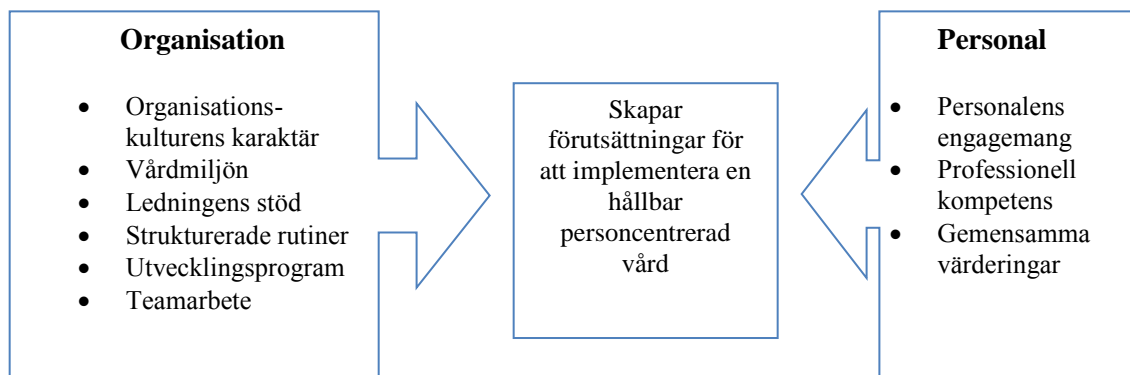 Organisation
• Organisations-
kulturens karaktär
• Vårdmiljön
• Ledningens stöd
• Strukturerade rutiner
• Utvecklingsprogram
• Teamarbete
Skapar
förutsättningar för
att implementera en
hållbar
personcentrerad
vård
Personal
• Personalens
engagemang
• Professionell
kompetens
• Gemensamma
värderingar